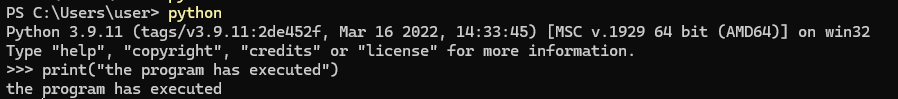 PS C:\Users\user> python
Python 3.9.11 (tags/v3.9.11:2de452f, Mar 16 2022, 14:33:45) [MSC v.1929 64 bit (AMD64)] on win32
Type "help", "copyright", "credits" or "license" for more information.
>>> print("the program has executed")
the program has executed